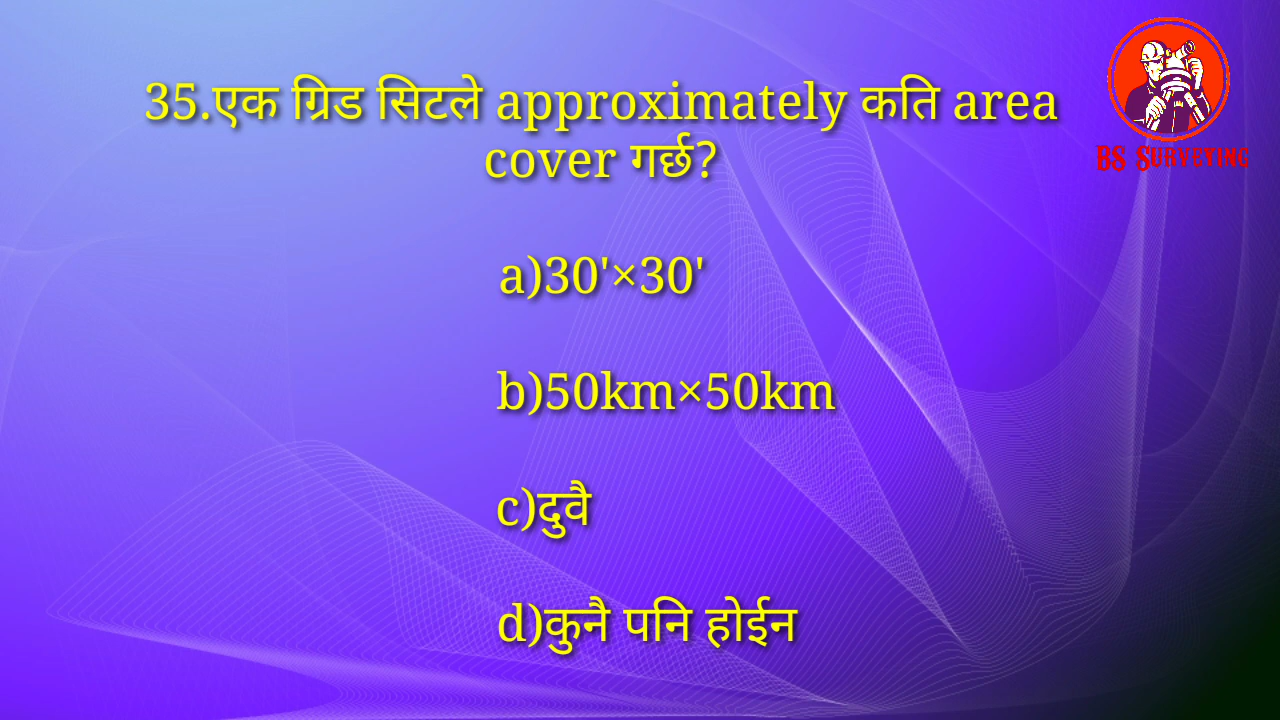 35.एक ग्रिड सिटले approximately कति area
cover गर्छ?
a)30'×30'
b)50km×50km
c)दुवै
d)कुनै पनि होईन
BS SURVEYING